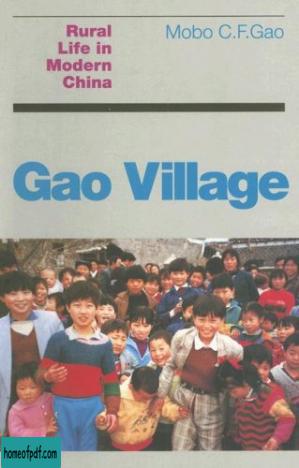 Rural
Life in
Modern
China
Mobo C.F.Gao
Gao Village
homeofpdf.com